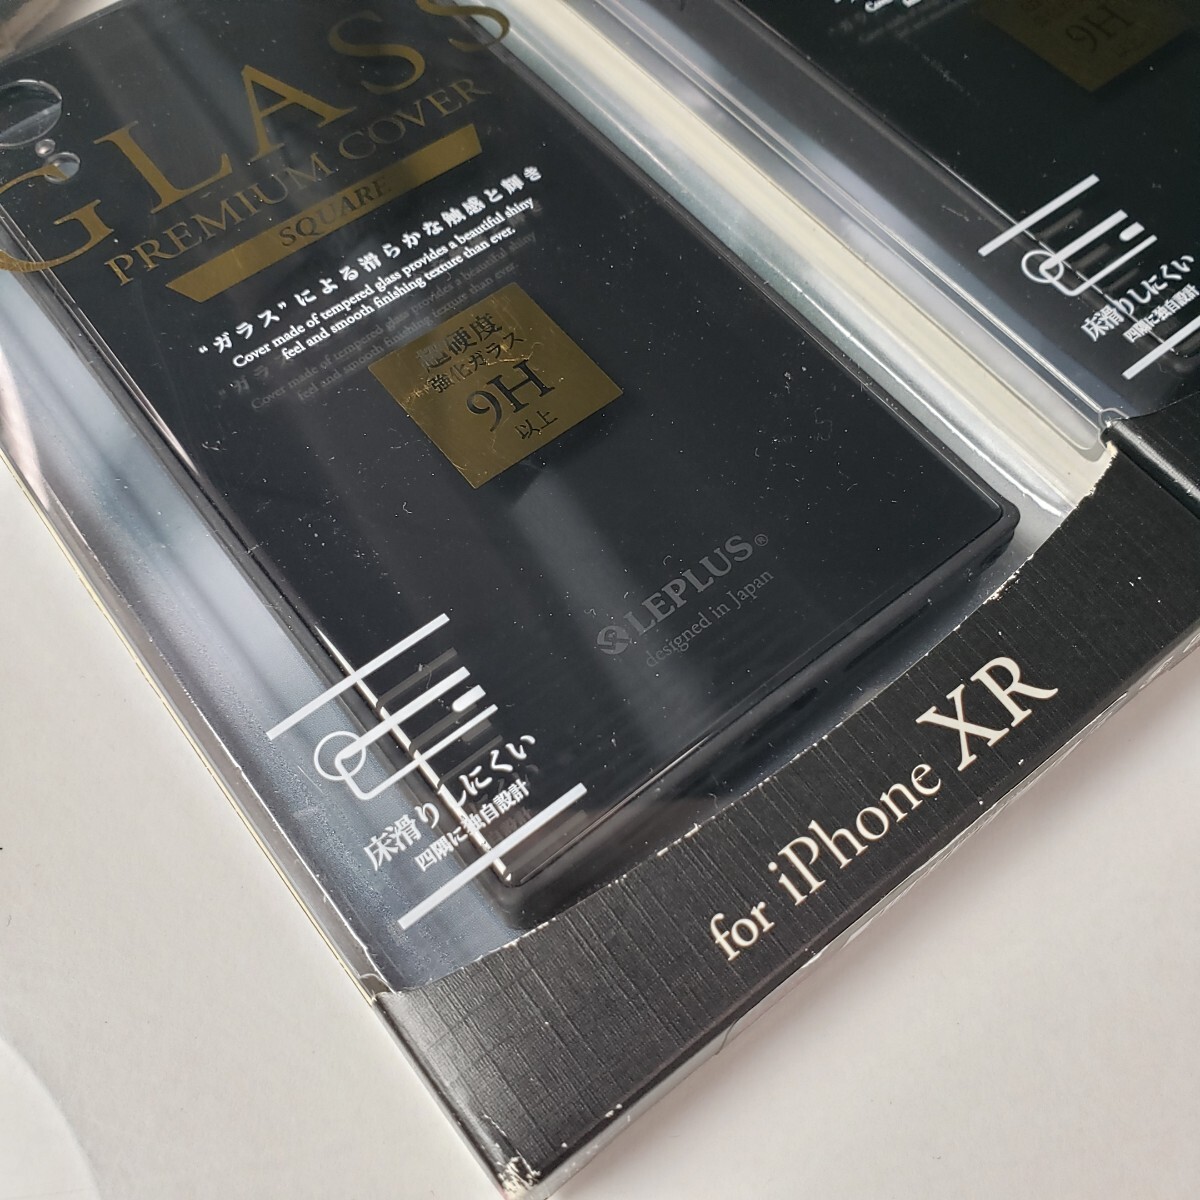 GLASS
PREMIUM COVER
SQUARE
“ガラス”による滑らかな触感と輝き
Cover made of tempered glass provides a beautiful shiny
feel and smooth finishing texture than ever.
超硬度
強化ガラス
9H
以上
LEPLUS®
designed in Japan
床滑りしにくい
四隅に独自設計
for iPhone XR
9H
床滑りしにくい
四隅に独自設計